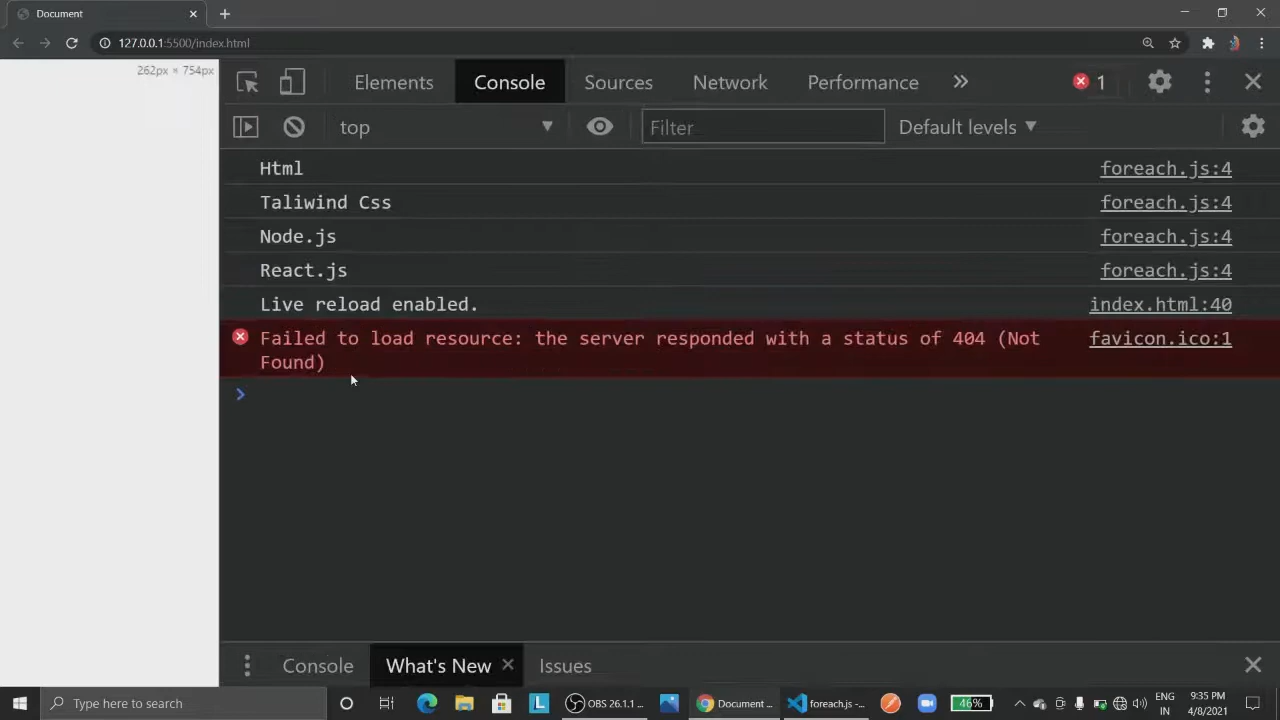 Document
127.0.0.1:5500/index.html
262px × 754px
Elements Console Sources Network Performance » 1
top Filter Default levels
Html foreach.js:4
Taliwind Css foreach.js:4
Node.js foreach.js:4
React.js foreach.js:4
Live reload enabled. index.html:40
Failed to load resource: the server responded with a status of 404 (Not favicon.ico:1
Found)
Console What's New Issues
Type here to search
OBS 26.1.1 ...
Document ...
foreach.js -...
46%
ENG
IN
9:35 PM
4/8/2021